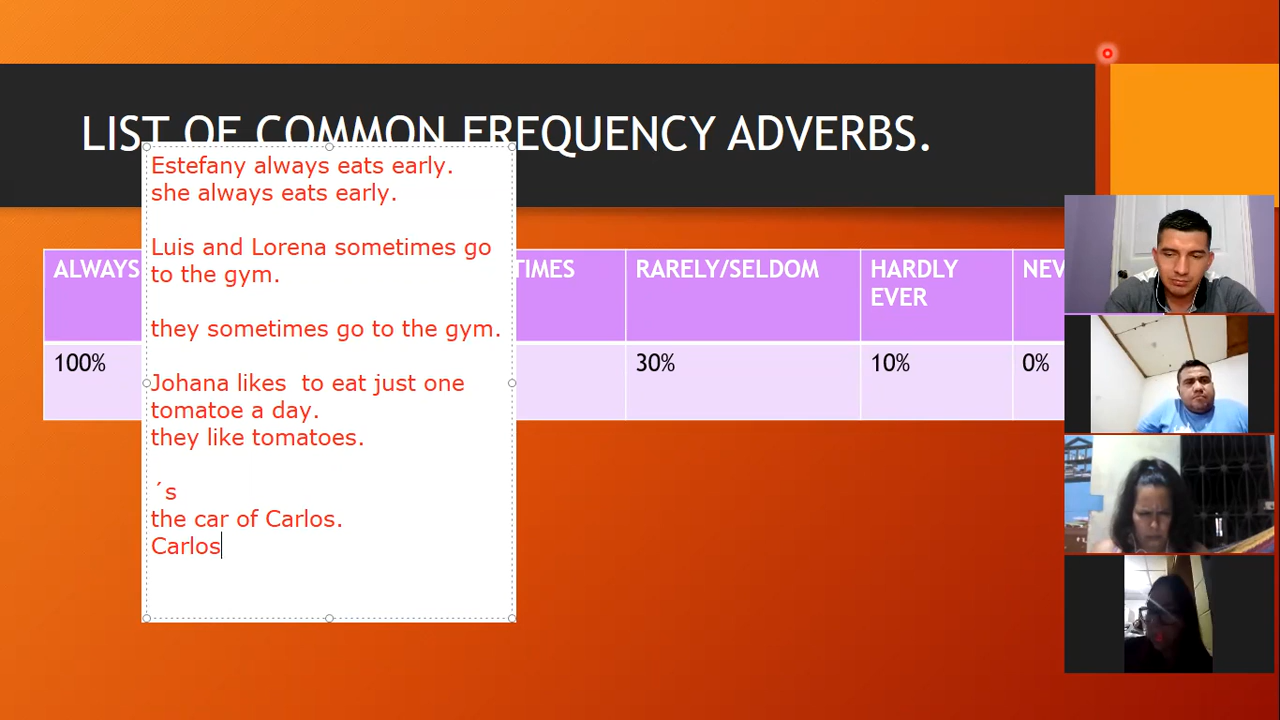 LIST OF COMMON FREQUENCY ADVERBS.
Estefany always eats early.
she always eats early.
Luis and Lorena sometimes go
to the gym.
they sometimes go to the gym.
Johana likes  to eat just one
tomatoe a day.
they like tomatoes.
´s
the car of Carlos.
Carlos
ALWAYS TIMES RARELY/SELDOM HARDLY NEV
EVER
100% 30% 10% 0%